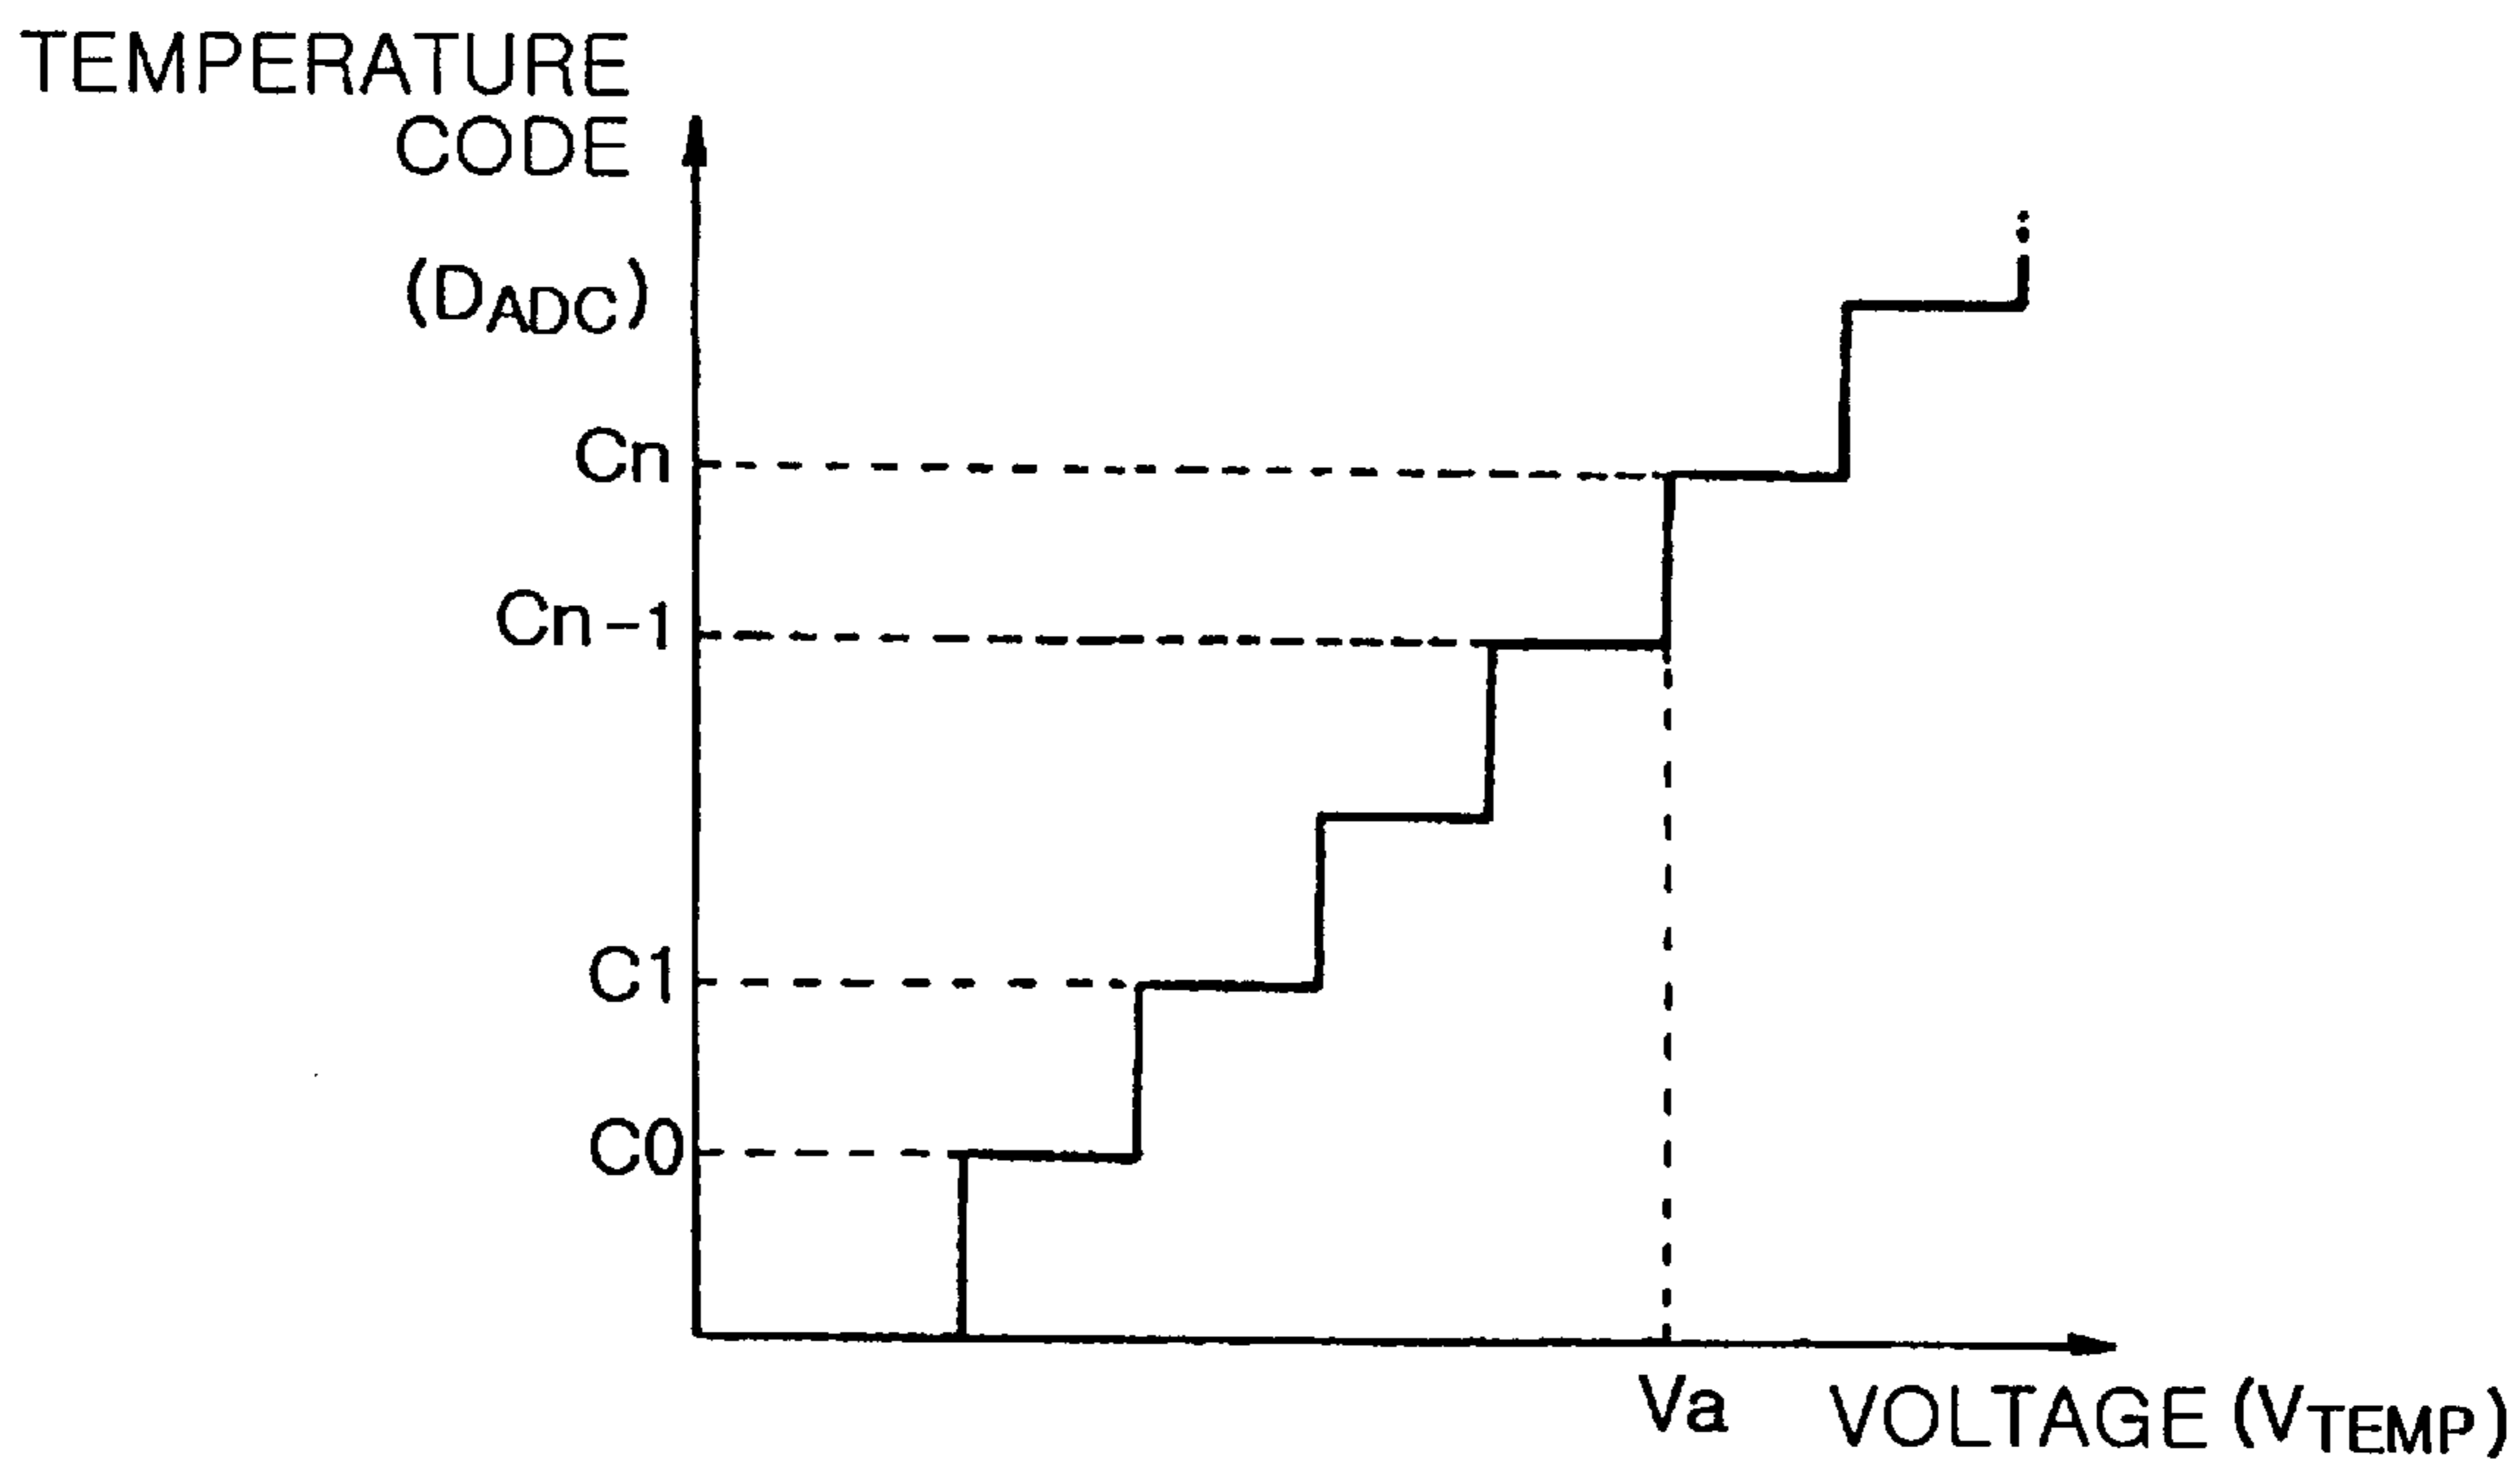 TEMPERATURE
CODE
(DADC)
Cn
Cn-1
C1
C0
Va
VOLTAGE (VTEMP)